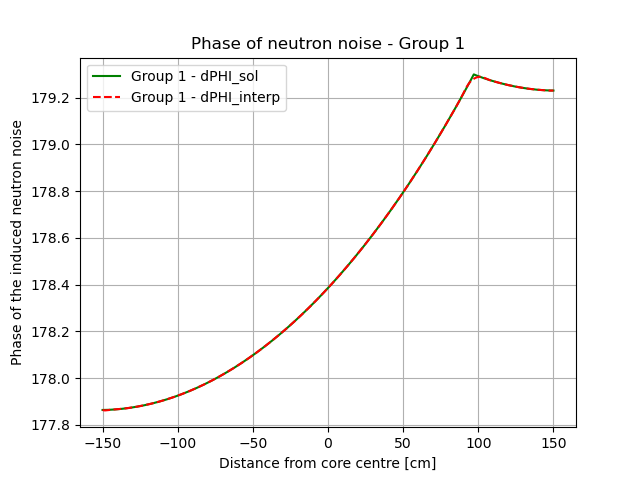 Phase of neutron noise - Group 1
Group 1 - dPHI_sol
Group 1 - dPHI_interp
Phase of the induced neutron noise
179.2
179.0
178.8
178.6
178.4
178.2
178.0
177.8
−150 −100 −50 0 50 100 150
Distance from core centre [cm]